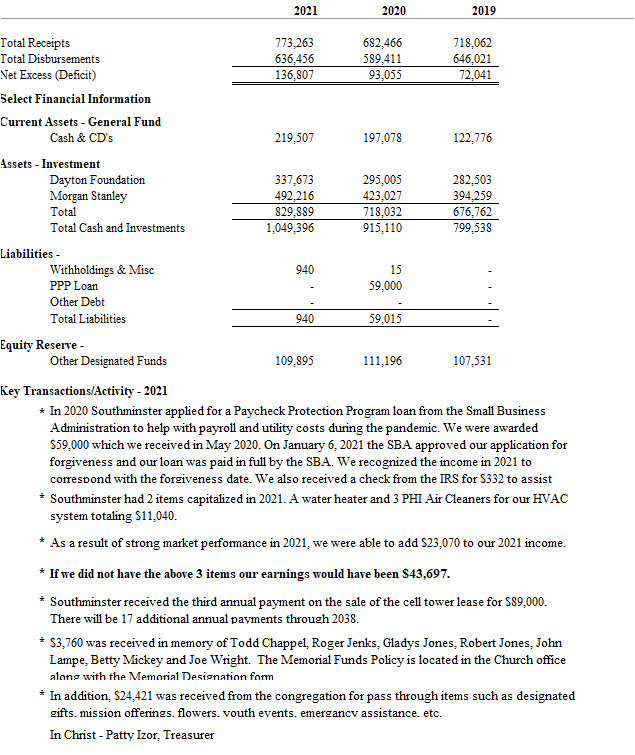 2021 2020 2019
Total Receipts 773,263 682,466 718,062
Total Disbursements 636,456 589,411 646,021
Net Excess (Deficit) 136,807 93,055 72,041
Select Financial Information
Current Assets - General Fund
Cash & CD's 219,507 197,078 122,776
Assets - Investment
Dayton Foundation 337,673 295,005 282,503
Morgan Stanley 492,216 423,027 394,259
Total 829,889 718,032 676,762
Total Cash and Investments 1,049,396 915,110 799,538
Liabilities -
Withholdings & Misc 940 15 -
PPP Loan - 59,000 -
Other Debt - - -
Total Liabilities 940 59,015 -
Equity Reserve -
Other Designated Funds 109,895 111,196 107,531
Key Transactions/Activity - 2021
* In 2020 Southminster applied for a Paycheck Protection Program loan from the Small Business
Administration to help with payroll and utility costs during the pandemic. We were awarded
$59,000 which we received in May 2020. On January 6, 2021 the SBA approved our application for
forgiveness and our loan was paid in full by the SBA. We recognized the income in 2021 to
correspond with the forgiveness date. We also received a check from the IRS for $332 to assist
* Southminster had 2 items capitalized in 2021. A water heater and 3 PHI Air Cleaners for our HVAC
system totaling $11,040.
* As a result of strong market performance in 2021, we were able to add $23,070 to our 2021 income.
* If we did not have the above 3 items our earnings would have been $43,697.
* Southminster received the third annual payment on the sale of the cell tower lease for $89,000.
There will be 17 additional annual payments through 2038.
* $3,760 was received in memory of Todd Chappel, Roger Jenks, Gladys Jones, Robert Jones, John
Lampe, Betty Mickey and Joe Wright. The Memorial Funds Policy is located in the Church office
along with the Memorial Designation form
* In addition, $24,421 was received from the congregation for pass through items such as designated
gifts, mission offerings, flowers, youth events, emergancy assistance, etc.
In Christ - Patty Izor, Treasurer